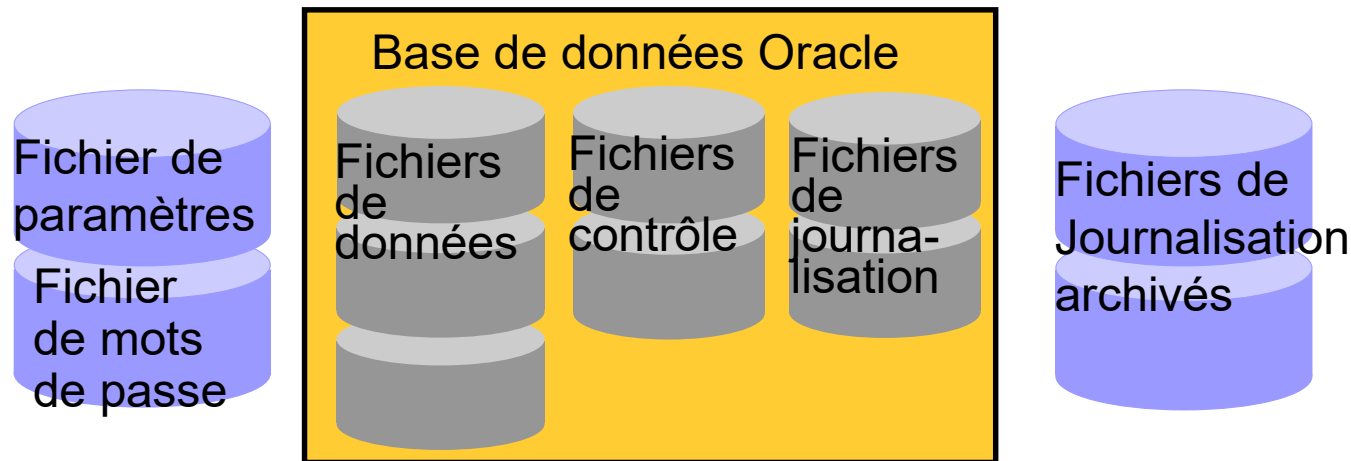 Base de données Oracle
Fichier de
paramètres
Fichier
de mots
de passe
Fichiers
de
données
Fichiers
de
contrôle
Fichiers
de
journa-
lisation
Fichiers de
Journalisation
archivés